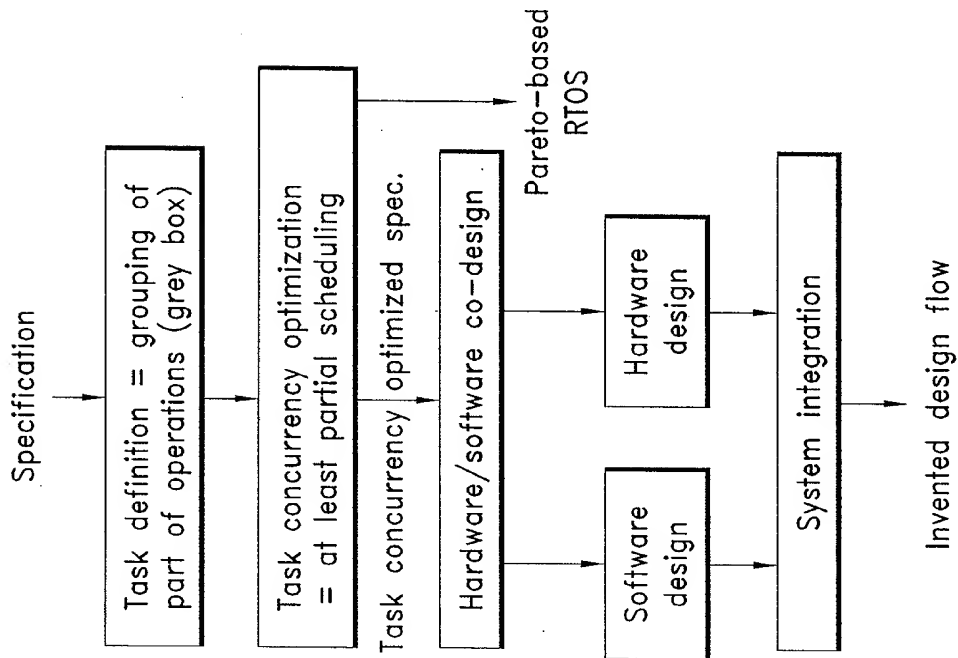 Specification
Task definition = grouping of
part of operations (grey box)
Task concurrency optimization
= at least partial scheduling
Task concurrency optimized spec.
Pareto-based
RTOS
Hardware/software co-design
Software
design
Hardware
design
System integration
Invented design flow